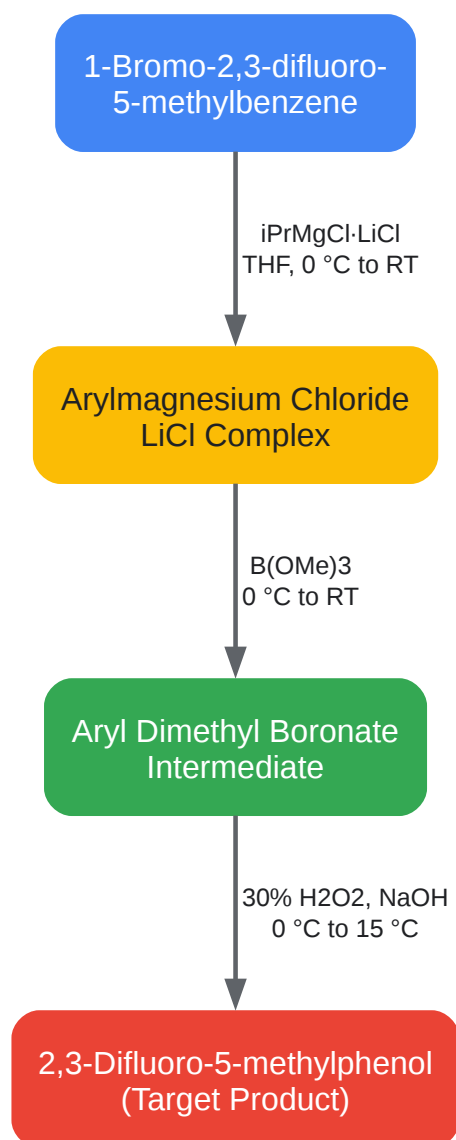 1-Bromo-2,3-difluoro-
5-methylbenzene
iPrMgCl·LiCl
THF, 0 °C to RT
Arylmagnesium Chloride
LiCl Complex
B(OMe)3
0 °C to RT
Aryl Dimethyl Boronate
Intermediate
30% H2O2, NaOH
0 °C to 15 °C
2,3-Difluoro-5-methylphenol
(Target Product)